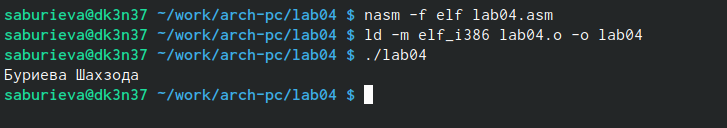 saburieva@dk3n37 ~/work/arch-pc/lab04 $ nasm -f elf lab04.asm
saburieva@dk3n37 ~/work/arch-pc/lab04 $ ld -m elf_i386 lab04.o -o lab04
saburieva@dk3n37 ~/work/arch-pc/lab04 $ ./lab04
Буриева Шахзода
saburieva@dk3n37 ~/work/arch-pc/lab04 $